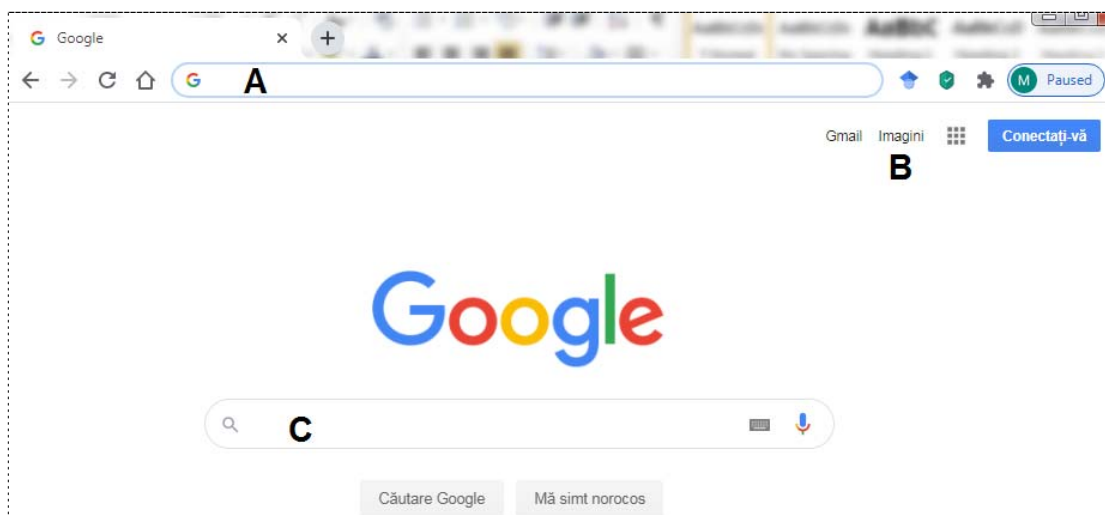 Google
A
M Paused
Gmail Imagini Conectați-vă
B
Google
C
Căutare Google Mă simt norocos